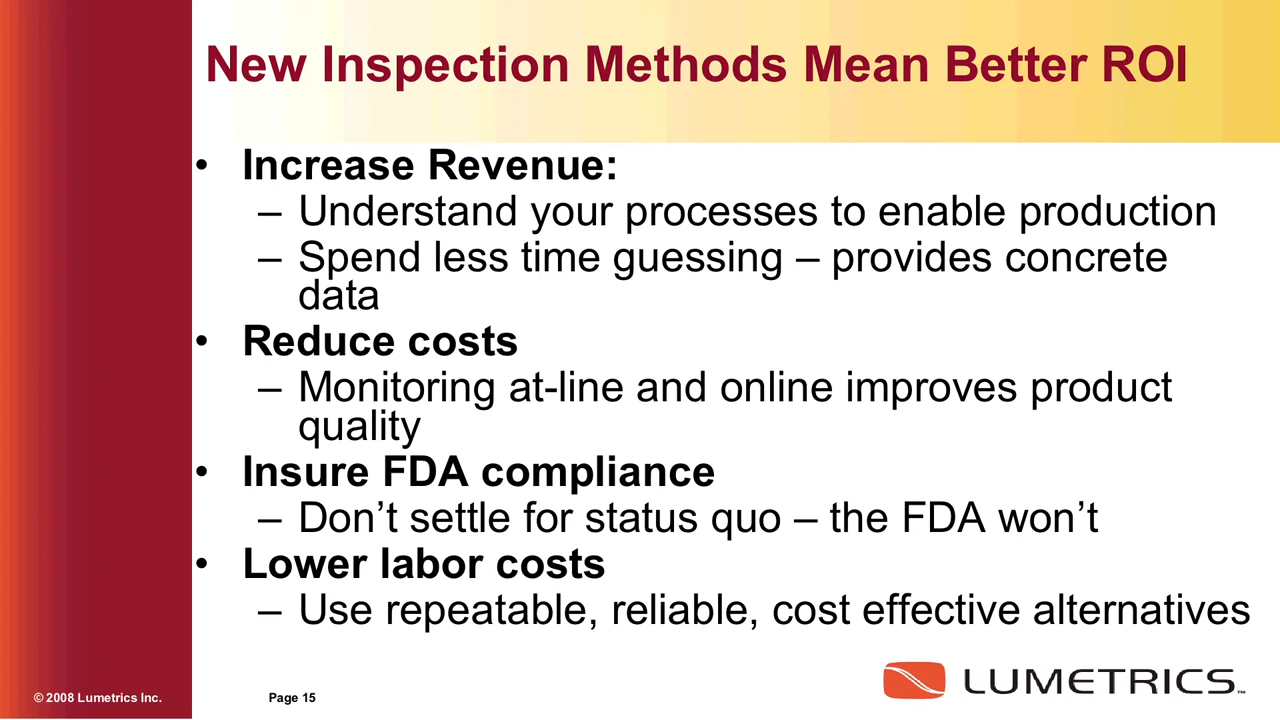 New Inspection Methods Mean Better ROI
• Increase Revenue:
– Understand your processes to enable production
– Spend less time guessing – provides concrete
data
• Reduce costs
– Monitoring at-line and online improves product
quality
• Insure FDA compliance
– Don’t settle for status quo – the FDA won’t
• Lower labor costs
– Use repeatable, reliable, cost effective alternatives
LUMETRICS™
© 2008 Lumetrics Inc. Page 15